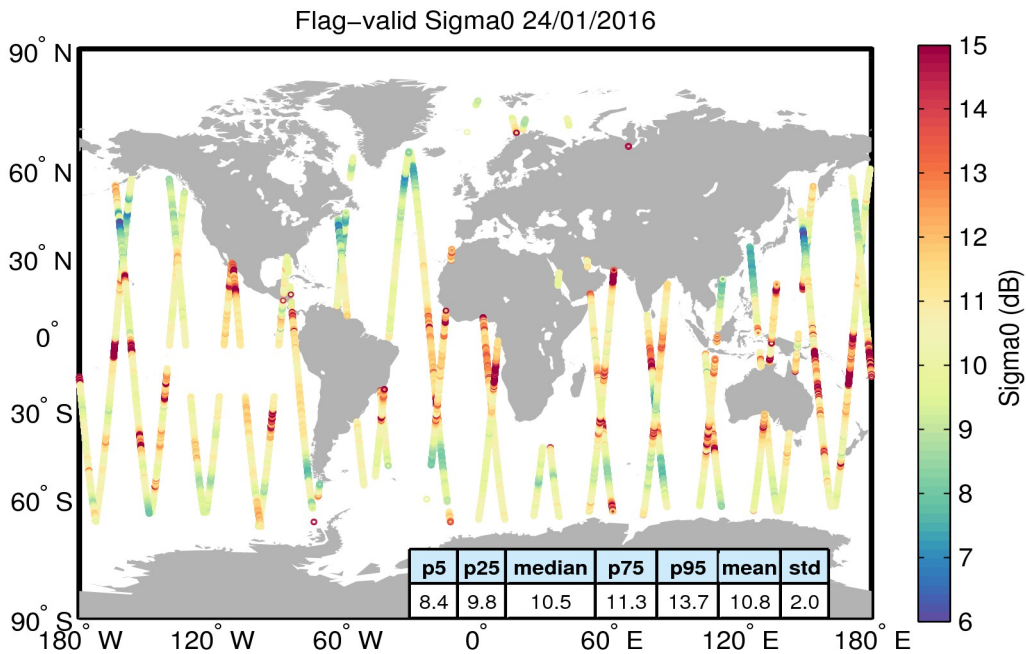 Flag−valid Sigma0 24/01/2016
90° N
60° N
30° N
0°
30° S
60° S
90° S
180° W
120° W
60° W
0°
60° E
120° E
180° E
15
14
13
12
11
10
9
8
7
6
Sigma0 (dB)
p5 p25 median p75 p95 mean std
8.4 9.8 10.5 11.3 13.7 10.8 2.0